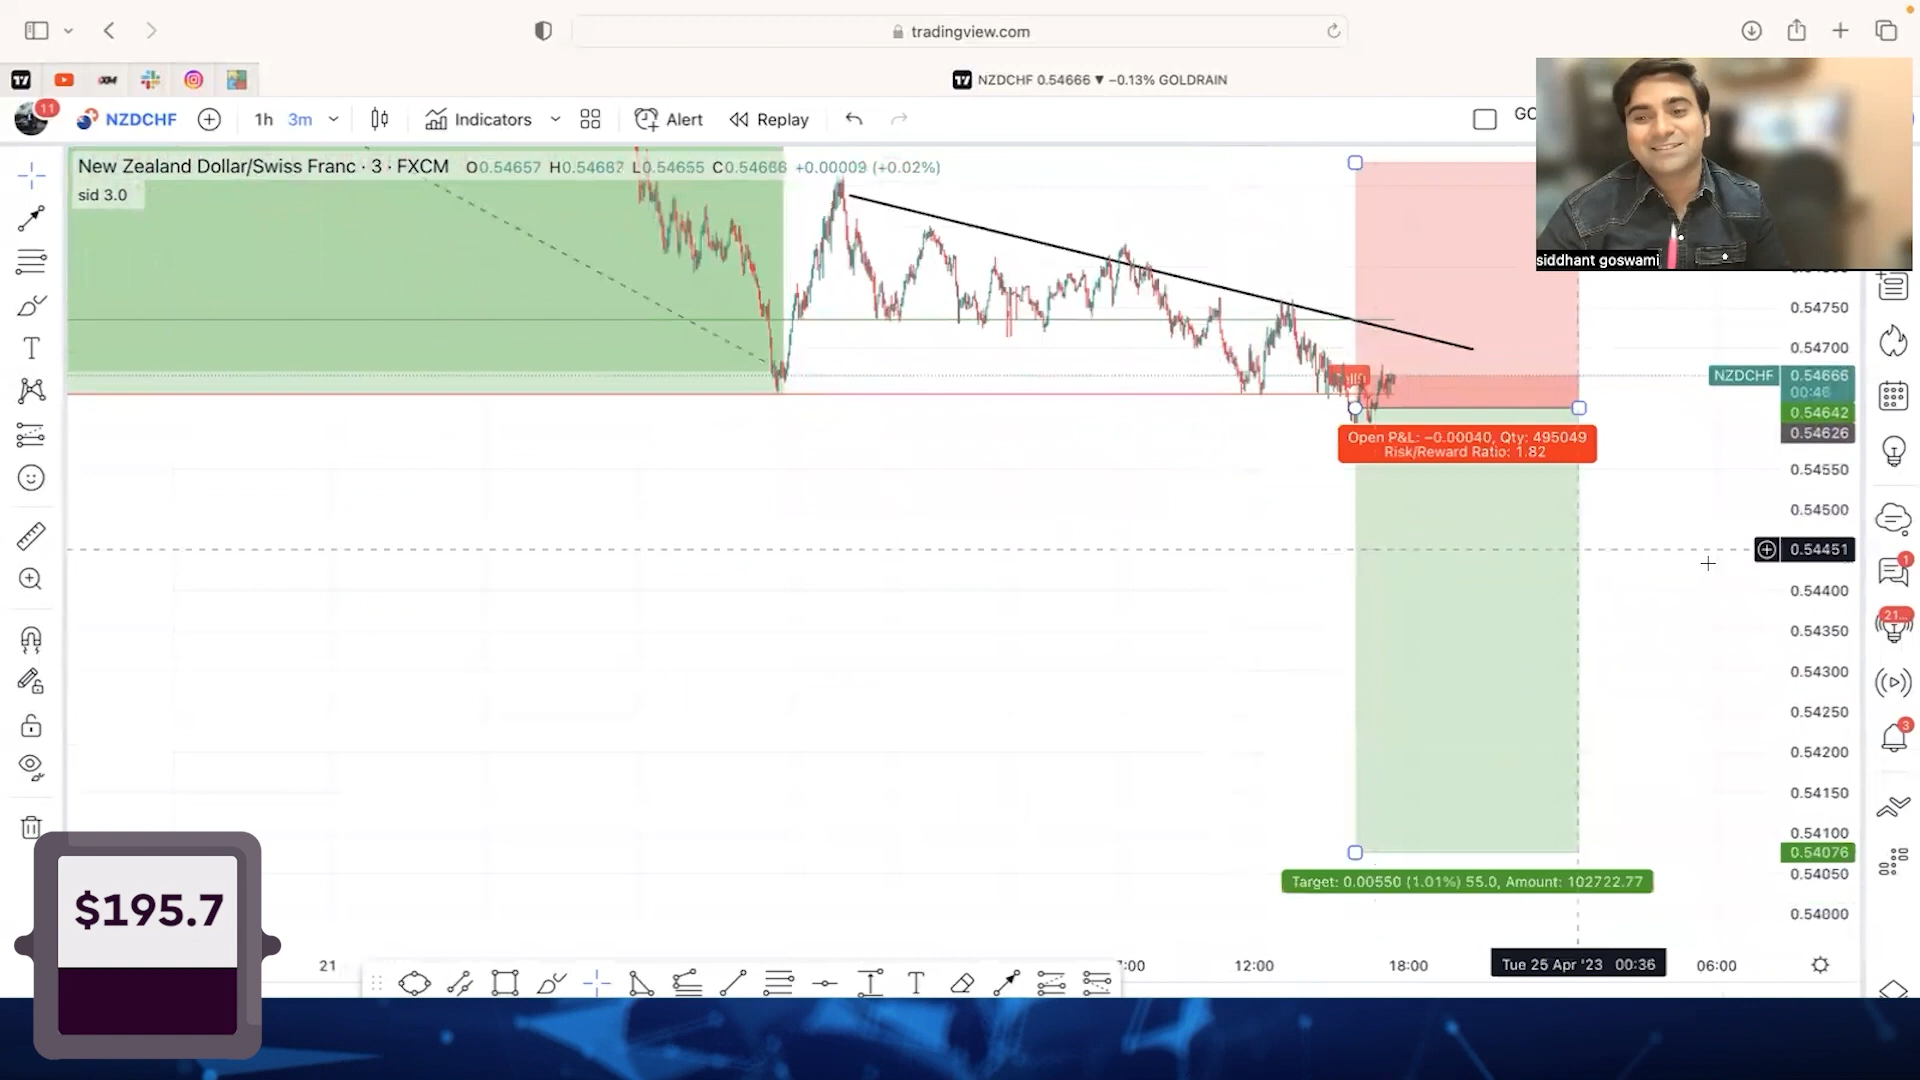 tradingview.com
NZDCHF 0.54666 ▼ −0.13% GOLDRAIN
11
NZDCHF
1h
3m
Indicators
Alert
Replay
New Zealand Dollar/Swiss Franc · 3 · FXCM O0.54657 H0.54687 L0.54655 C0.54666 +0.00009 (+0.02%)
sid 3.0
siddhant goswami
0.54750
0.54700
NZDCHF 0.54666
00:46
0.54642
0.54626
Open P&L: −0.00040, Qty: 495049
Risk/Reward Ratio: 1.82
0.54550
0.54500
0.54451
0.54400
0.54350
0.54300
0.54250
0.54200
0.54150
0.54100
0.54076
0.54050
0.54000
Target: 0.00550 (1.01%) 55.0, Amount: 102722.77
1
21...
3
$195.7
21
12:00
18:00
Tue 25 Apr '23 00:36
06:00